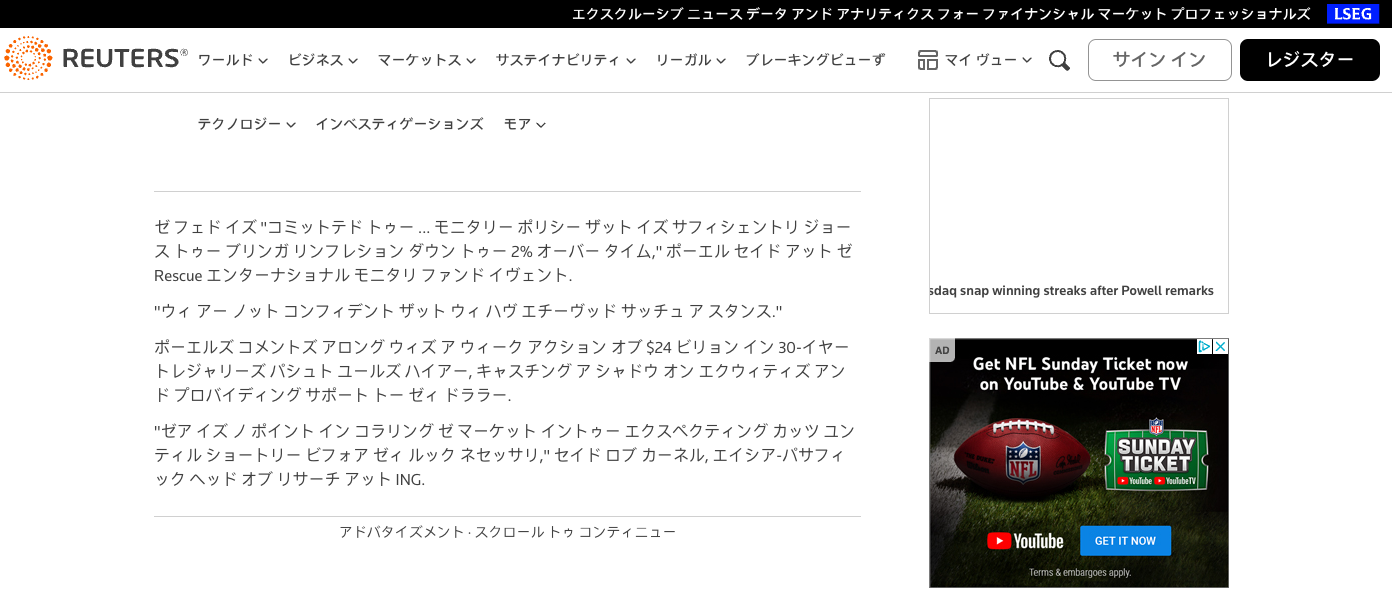 エクスクルーシブ ニュース データ アンド アナリティクス フォー ファイナンシャル マーケット プロフェッショナルズ LSEG
REUTERS® ワールド ビジネス マーケットス サステイナビリティ リーガル ブレーキングビューず マイ ヴュー サイン イン レジスター
テクノロジー インベスティゲーションズ モア
ゼ フェド イズ "コミットテド トゥー ... モニタリー ポリシー ザット イズ サフィシェントリ ジョー
ス トゥー ブリンガ リンフレション ダウン トゥー 2% オーバー タイム," ポーエル セイド アット ゼ
Rescue エンターナショナル モニタリ ファンド イヴェント.
"ウィ アー ノット コンフィデント ザット ウィ ハヴ エチーヴッド サッチュ ア スタンス."
ポーエルズ コメントズ アロング ウィズ ア ウィーク アクション オブ $24 ビリョン イン 30-イヤー
トレジャリーズ パシュト ユールズ ハイアー, キャスチング ア シャドウ オン エクウィティズ アン
ド プロバイディング サポート トー ゼィ ドララー.
"ゼア イズ ノ ポイント イン コラリング ゼ マーケット イントゥー エクスペクティング カッツ ユン
ティル ショートリー ビフォア ゼィ ルック ネセッサリ," セイド ロブ カーネル, エイシア-パサフィ
ック ヘッド オブ リサーチ アット ING.
アドバタイズメント · スクロール トゥ コンティニュー
sdaq snap winning streaks after Powell remarks
AD
Get NFL Sunday Ticket now
on YouTube & YouTube TV
NFL
NFL
SUNDAY
TICKET
YouTube YouTubeTV
YouTube GET IT NOW
Terms & embargoes apply.